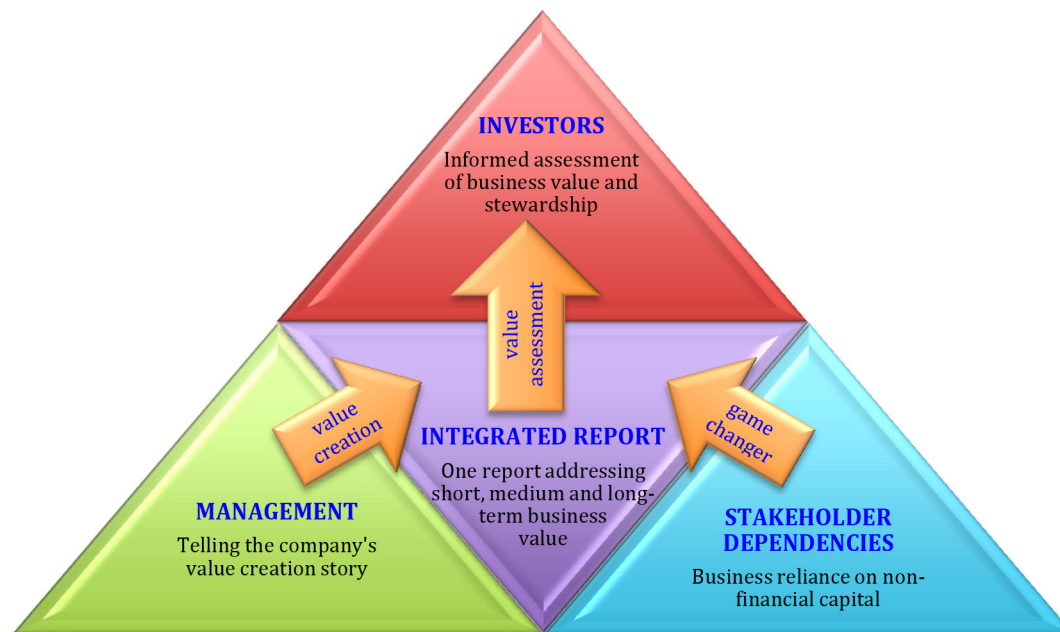 INVESTORS
Informed assessment
of business value and
stewardship
value
assessment
value
creation
game
changer
INTEGRATED REPORT
One report addressing
short, medium and long-
term business
value
MANAGEMENT
Telling the company's
value creation story
STAKEHOLDER
DEPENDENCIES
Business reliance on non-
financial capital